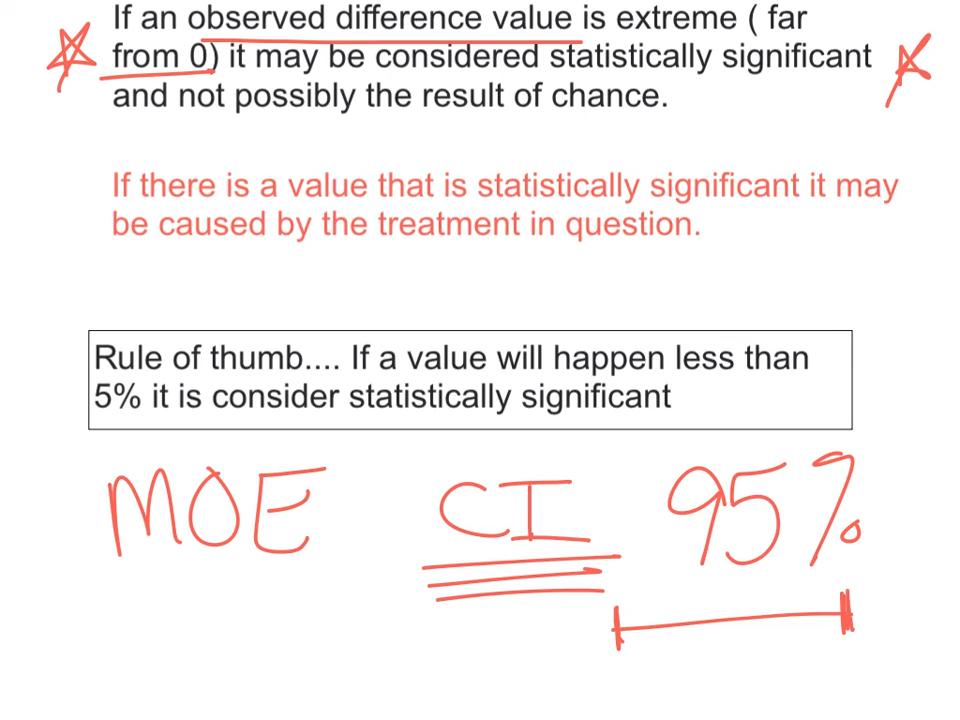 If an observed difference value is extreme ( far
from 0) it may be considered statistically significant
and not possibly the result of chance.
If there is a value that is statistically significant it may
be caused by the treatment in question.
Rule of thumb.... If a value will happen less than
5% it is consider statistically significant
MOE CI 95%